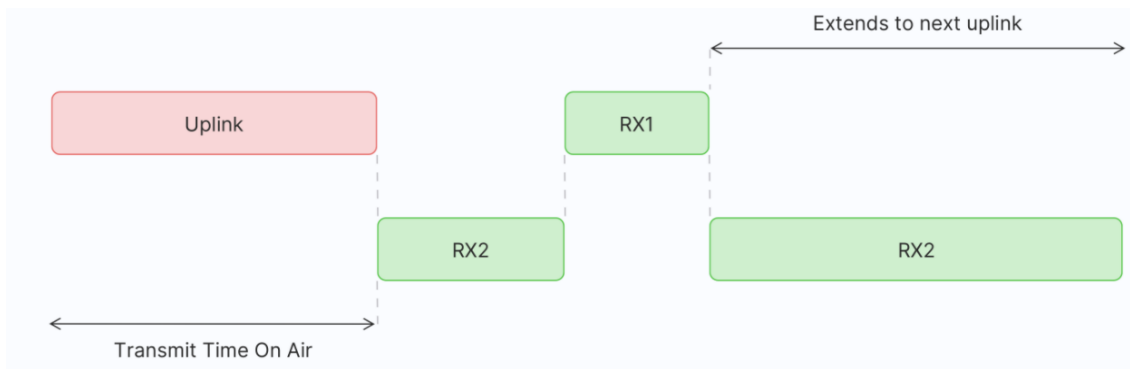 Extends to next uplink
Uplink
RX1
RX2
RX2
Transmit Time On Air